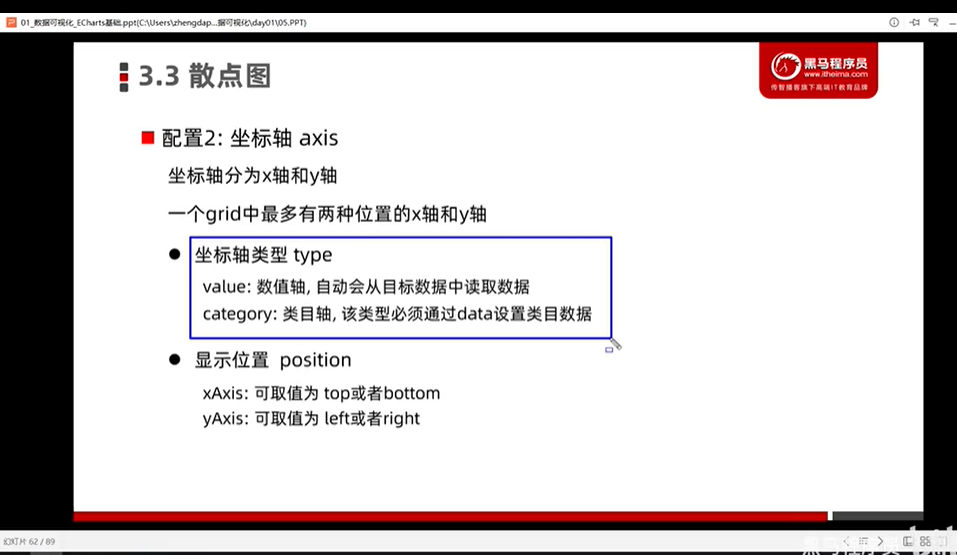 01_数据可视化_ECharts基础.ppt(C:\Users\zhengdap...据可视化\day01\05.PPT)
3.3 散点图
黑马程序员
www.itheima.com
传智播客旗下高端IT教育品牌
配置2: 坐标轴 axis
坐标轴分为x轴和y轴
一个grid中最多有两种位置的x轴和y轴
坐标轴类型 type
value: 数值轴, 自动会从目标数据中读取数据
category: 类目轴, 该类型必须通过data设置类目数据
显示位置 position
xAxis: 可取值为 top或者bottom
yAxis: 可取值为 left或者right
幻灯片 62 / 89